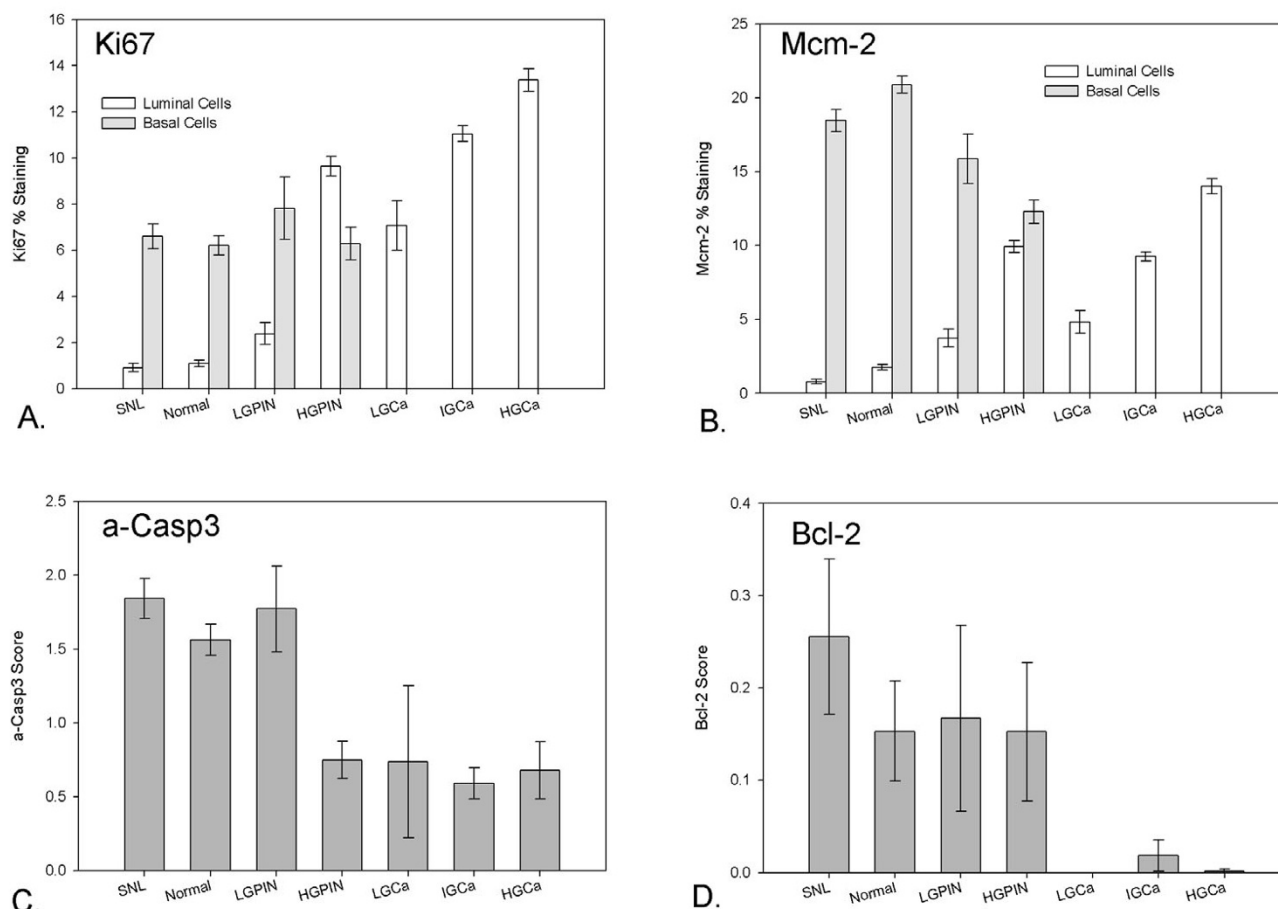 Ki67
Luminal Cells
Basal Cells
Ki67 % Staining
16
14
12
10
8
6
4
2
0
SNL
Normal
LGPIN
HGPIN
LGCa
IGCa
HGCa
A.
Mcm-2
Luminal Cells
Basal Cells
Mcm-2 % Staining
25
20
15
10
5
0
SNL
Normal
LGPIN
HGPIN
LGCa
IGCa
HGCa
B.
a-Casp3
a-Casp3 Score
2.5
2.0
1.5
1.0
0.5
0.0
SNL
Normal
LGPIN
HGPIN
LGCa
IGCa
HGCa
C.
Bcl-2
Bcl-2 Score
0.4
0.3
0.2
0.1
0.0
SNL
Normal
LGPIN
HGPIN
LGCa
IGCa
HGCa
D.